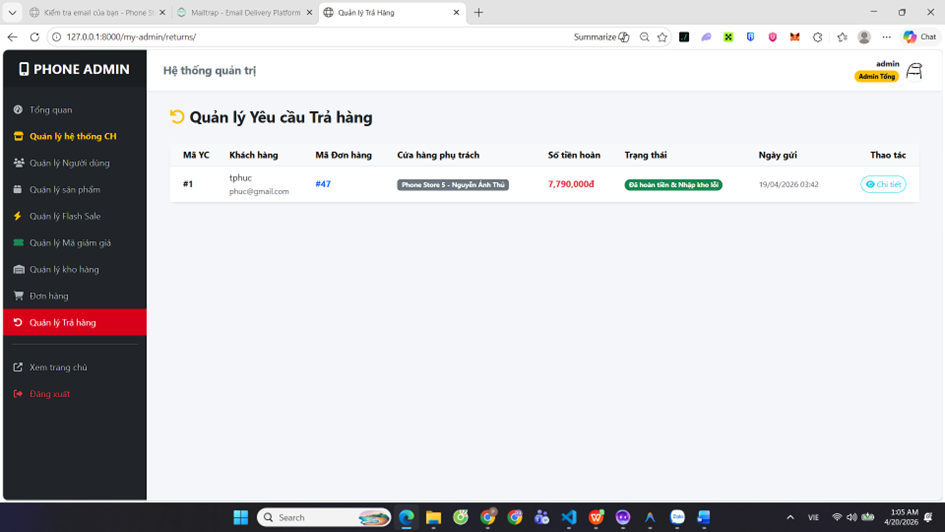 Kiểm tra email của bạn - Phone St
Mailtrap - Email Delivery Platform
Quản lý Trả Hàng
127.0.0.1:8000/my-admin/returns/
Summarize
Chat
PHONE ADMIN
Hệ thống quản trị
admin
Admin Tổng
Tổng quan
Quản lý hệ thống CH
Quản lý Người dùng
Quản lý sản phẩm
Quản lý Flash Sale
Quản lý Mã giảm giá
Quản lý kho hàng
Đơn hàng
Quản lý Trả hàng
Xem trang chủ
Đăng xuất
Quản lý Yêu cầu Trả hàng
Mã YC Khách hàng Mã Đơn hàng Cửa hàng phụ trách Số tiền hoàn Trạng thái Ngày gửi Thao tác
#1 tphuc #47 Phone Store 5 - Nguyễn Ảnh Thủ 7,790,000đ Đã hoàn tiền & Nhập kho lỗi 19/04/2026 03:42 Chi tiết
phuc@gmail.com
Search
VIE
1:05 AM
4/20/2026